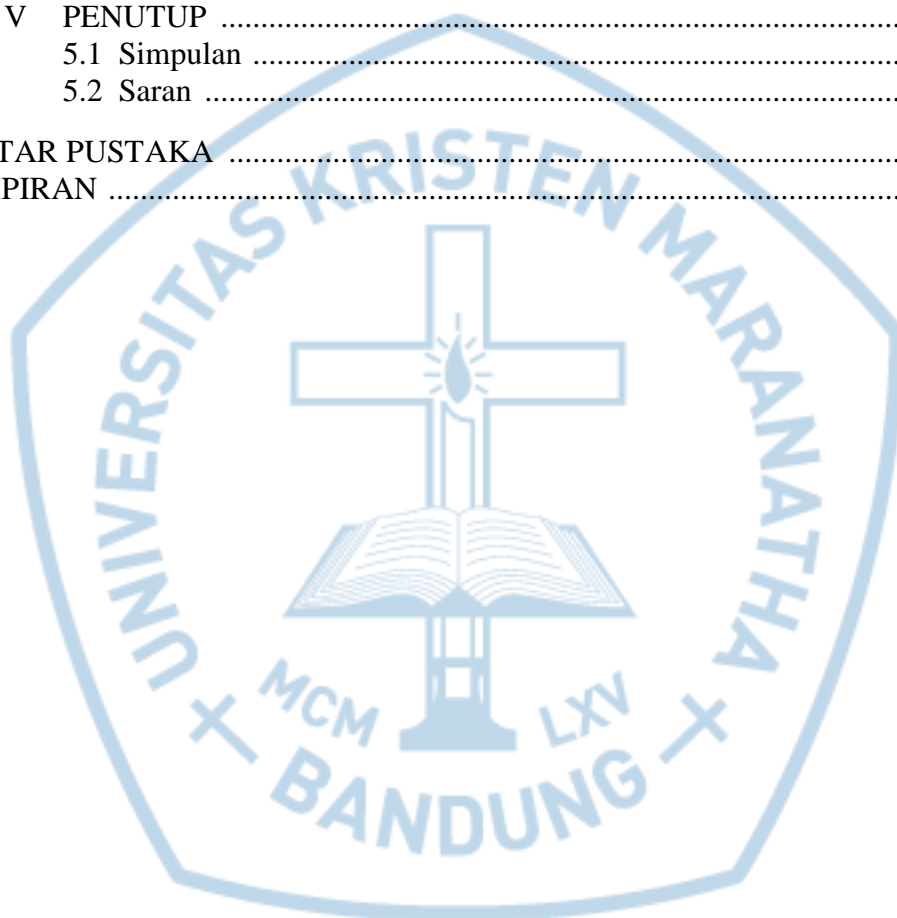 V PENUTUP ........................................................................................
5.1 Simpulan ....................................................................................
5.2 Saran ..........................................................................................
TAR PUSTAKA .......................................................................................
PIRAN ......................................................................................................
UNIVERSITAS KRISTEN MARANATHA
MCM LXV
BANDUNG